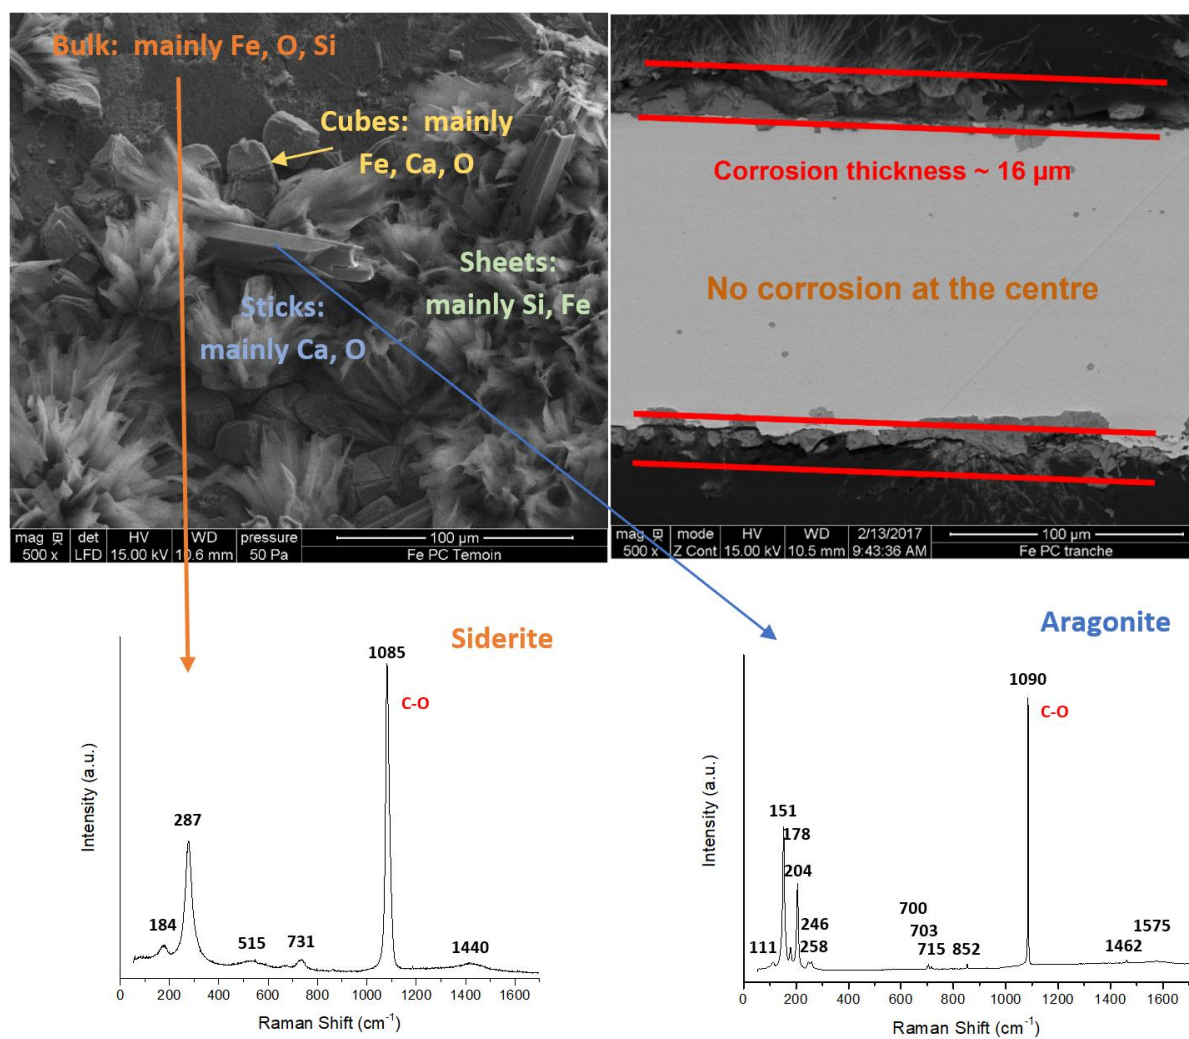 Bulk: mainly Fe, O, Si
Cubes: mainly
Fe, Ca, O
Sheets:
mainly Si, Fe
Sticks:
mainly Ca, O
mag det HV WD pressure
500 x LFD 15.00 kV 10.6 mm 50 Pa
100 µm
Fe PC Temoin
Corrosion thickness ~ 16 µm
No corrosion at the centre
mag mode HV WD 2/13/2017
500 x Z Cont 15.00 kV 10.5 mm 9:43:36 AM
100 µm
Fe PC tranche
Siderite
1085
C-O
287
184
515
731
1440
Intensity (a.u.)
0 200 400 600 800 1000 1200 1400 1600
Raman Shift (cm⁻¹)
Aragonite
1090
C-O
151
178
204
246
258
111
700
703
715
852
1462
1575
Intensity (a.u.)
0 200 400 600 800 1000 1200 1400 1600
Raman Shift (cm⁻¹)